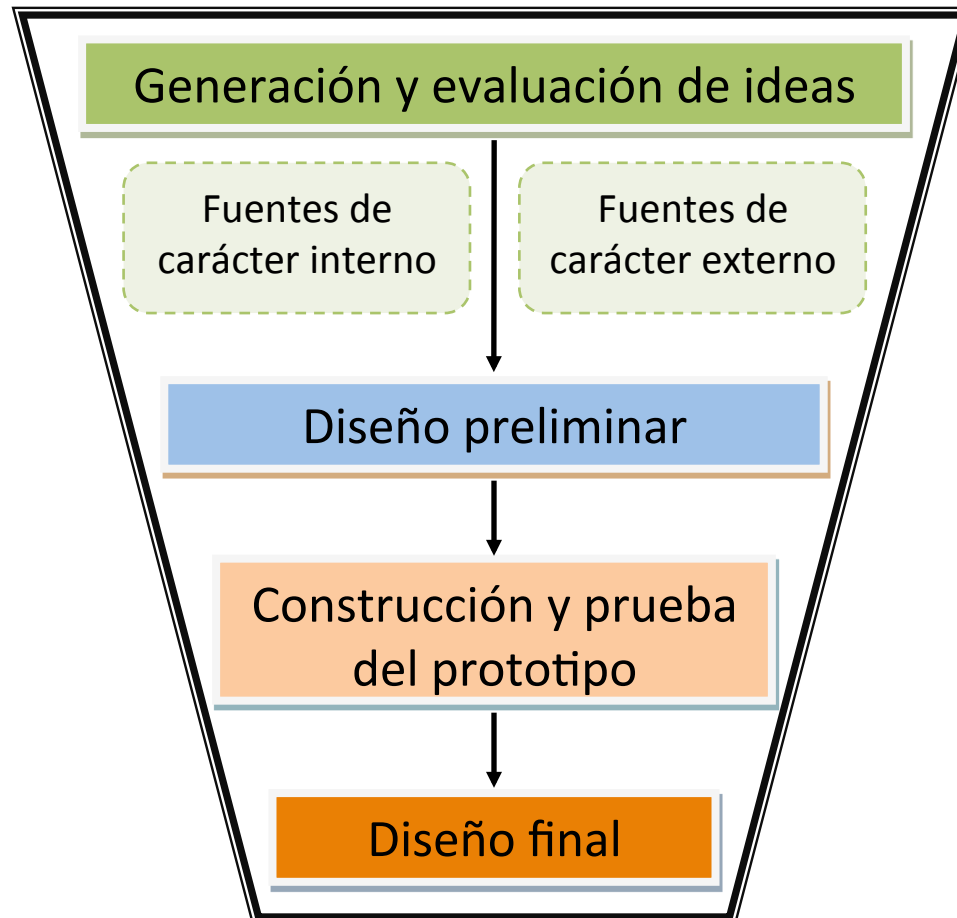 Generación y evaluación de ideas
Fuentes de
carácter interno
Fuentes de
carácter externo
Diseño preliminar
Construcción y prueba
del prototipo
Diseño final